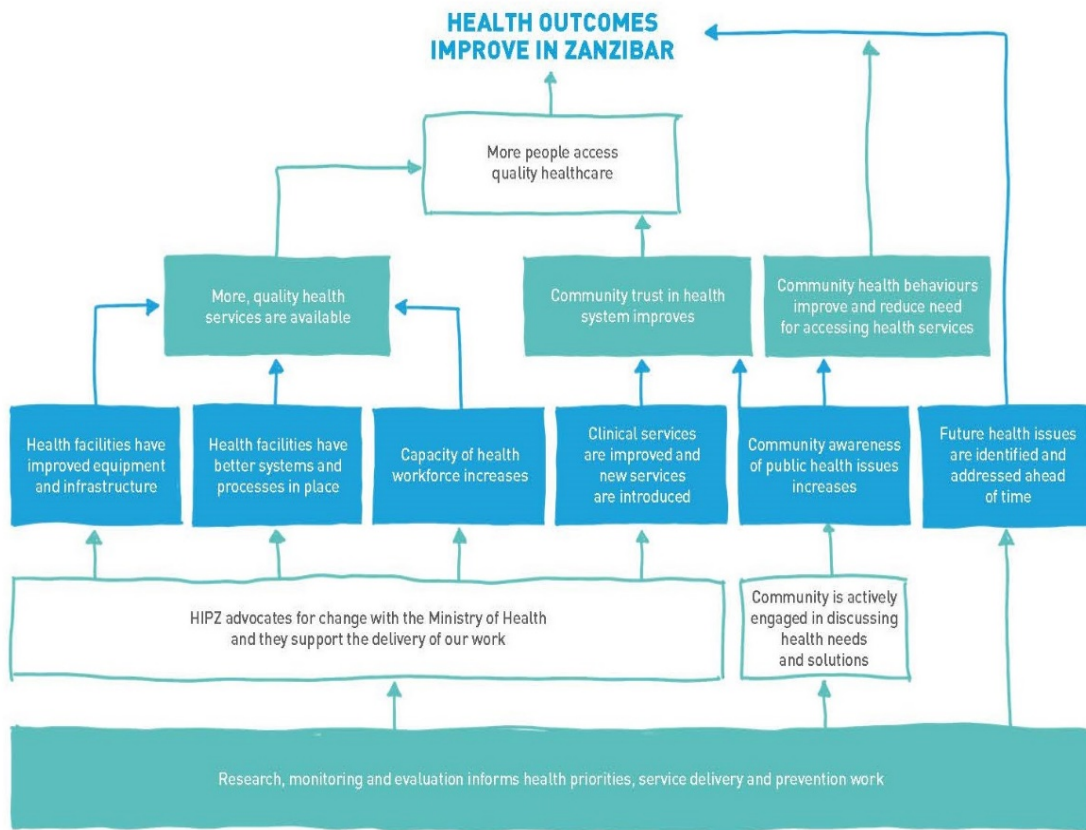 HEALTH OUTCOMES
IMPROVE IN ZANZIBAR
More people access
quality healthcare
More, quality health
services are available
Community trust in health
system improves
Community health behaviours
improve and reduce need
for accessing health services
Health facilities have
improved equipment
and infrastructure
Health facilities have
better systems and
processes in place
Capacity of health
workforce increases
Clinical services
are improved and
new services
are introduced
Community awareness
of public health issues
increases
Future health issues
are identified and
addressed ahead
of time
HIPZ advocates for change with the Ministry of Health
and they support the delivery of our work
Community is actively
engaged in discussing
health needs
and solutions
Research, monitoring and evaluation informs health priorities, service delivery and prevention work